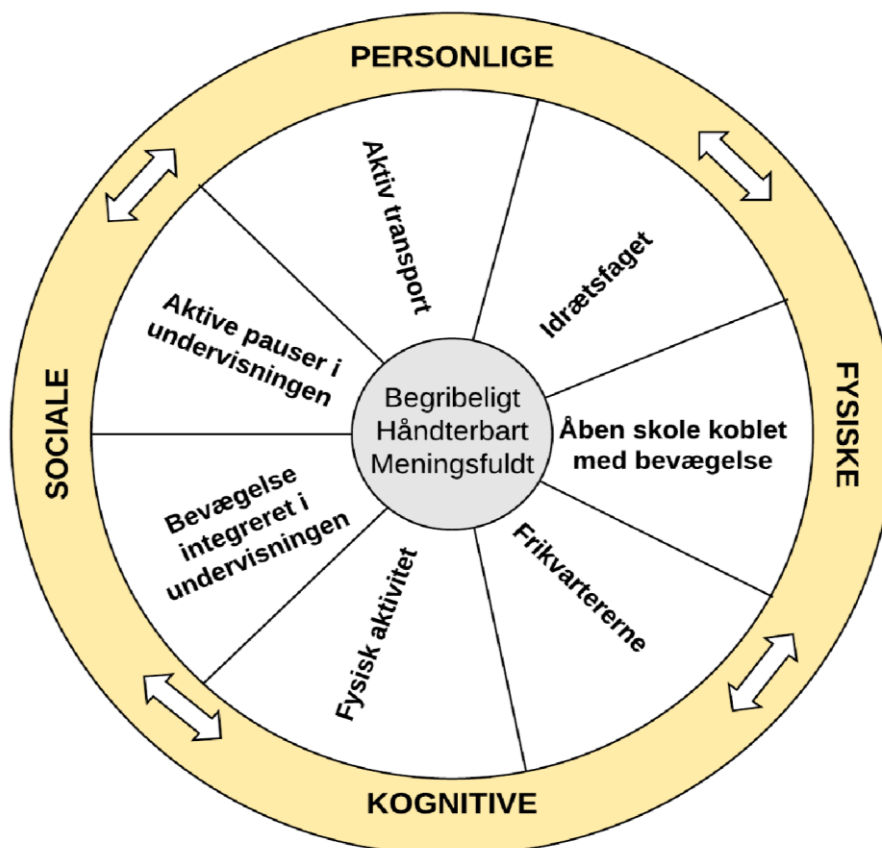 PERSONLIGE
Aktiv transport
Idrætsfaget
Aktive pauser i
undervisningen
SOCIALE
Begribeligt
Håndterbart
Meningsfuldt
Åben skole koblet
med bevægelse
FYSISKE
Bevægelse
integreret i
undervisningen
Fysisk aktivitet
Frikvartererne
KOGNITIVE